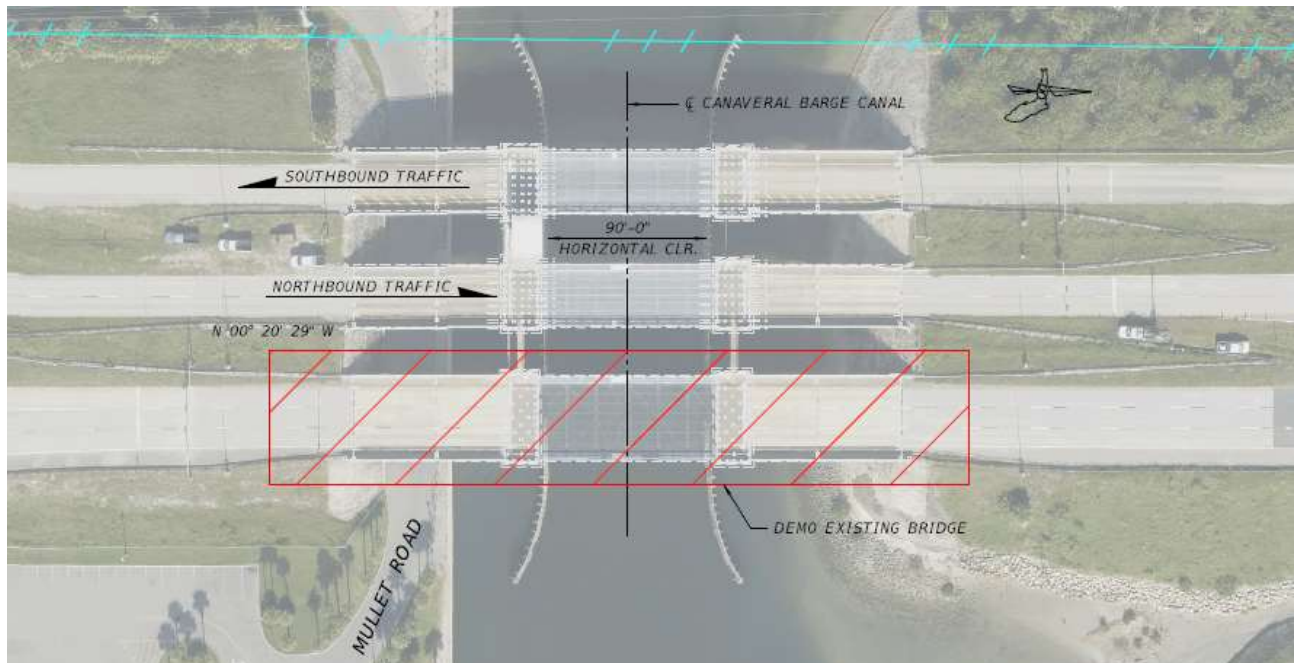 ℄ CANAVERAL BARGE CANAL
SOUTHBOUND TRAFFIC
90'-0"
HORIZONTAL CLR.
NORTHBOUND TRAFFIC
N 00° 20' 29" W
DEMO EXISTING BRIDGE
MULLET ROAD